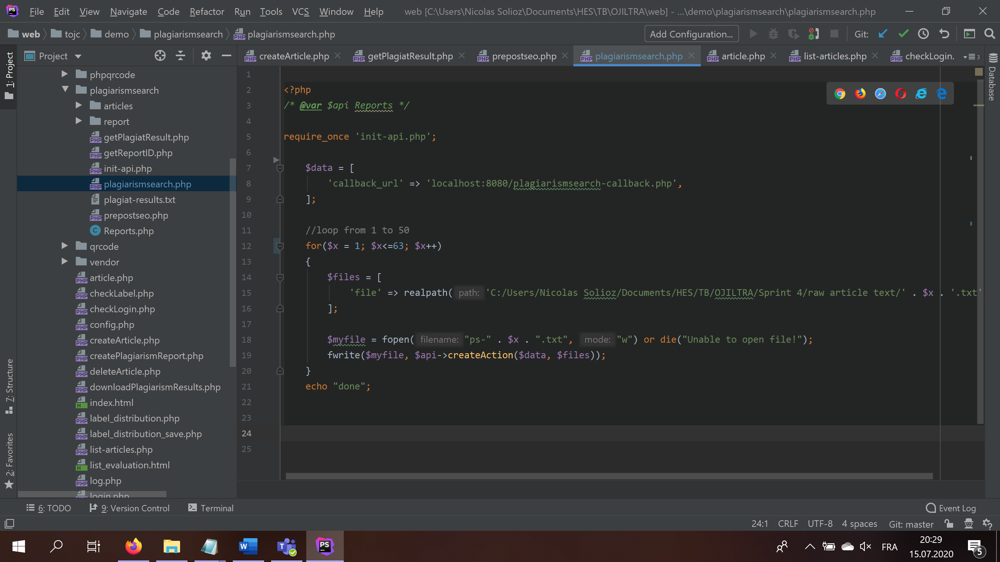 PS File Edit View Navigate Code Refactor Run Tools VCS Window Help web [C:\Users\Nicolas Solioz\Documents\HES\TB\OJILTRA\web] - ...\demo\plagiarismsearch\plagiarismsearch.php
web tojc demo plagiarismsearch plagiarismsearch.php Add Configuration... Git:
Project createArticle.php getPlagiatResult.php prepostseo.php plagiarismsearch.php article.php list-articles.php checkLogin. 3
1: Project
7: Structure
2: Favorites
Database
phpqrcode
plagiarismsearch
articles
report
getPlagiatResult.php
getReportID.php
init-api.php
plagiarismsearch.php
plagiat-results.txt
prepostseo.php
Reports.php
qrcode
vendor
article.php
checkLabel.php
checkLogin.php
config.php
createArticle.php
createPlagiarismReport.php
deleteArticle.php
downloadPlagiarismResults.php
index.html
label_distribution.php
label_distribution_save.php
list-articles.php
list_evaluation.html
log.php
login.php
1
2 <?php
3 /* @var $api Reports */
4
5 require_once 'init-api.php';
6
7 $data = [
8 'callback_url' => 'localhost:8080/plagiarismsearch-callback.php',
9 ];
10
11 //loop from 1 to 50
12 for($x = 1; $x<=63; $x++)
13 {
14 $files = [
15 'file' => realpath( path: 'C:/Users/Nicolas Solioz/Documents/HES/TB/OJILTRA/Sprint 4/raw article text/' . $x . '.txt'
16 ];
17
18 $myfile = fopen( filename: "ps-" . $x . ".txt", mode: "w") or die("Unable to open file!");
19 fwrite($myfile, $api->createAction($data, $files));
20 }
21 echo "done";
22
23
24
25
6: TODO 9: Version Control Terminal Event Log
24:1 CRLF UTF-8 4 spaces Git: master
W T PS FRA 20:29
15.07.2020 5